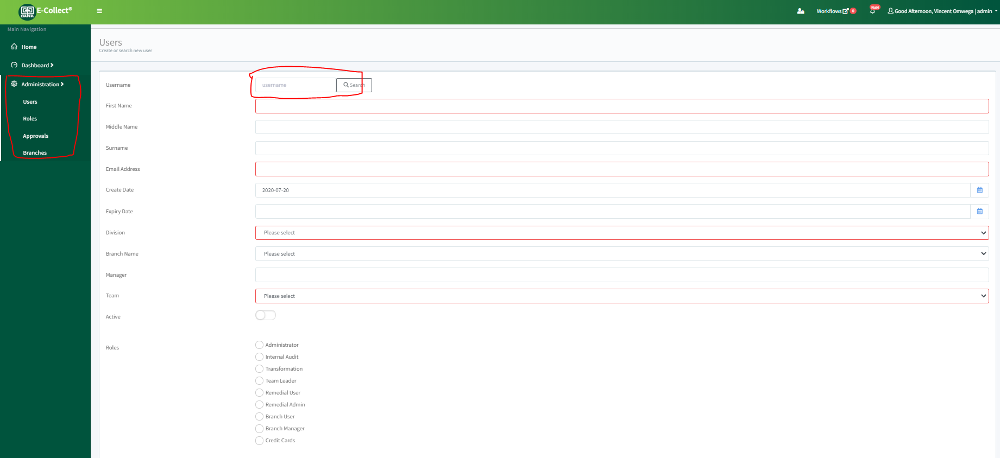 E-Collect®
BANK
Workflows 0
NaN
Good Afternoon, Vincent Omwega | admin
Main Navigation
Home
Dashboard
Administration
Users
Roles
Approvals
Branches
Users
Create or search new user
Username
username
Search
First Name
Middle Name
Surname
Email Address
Create Date
2020-07-20
Expiry Date
Division
Please select
Branch Name
Please select
Manager
Team
Please select
Active
Roles
Administrator
Internal Audit
Transformation
Team Leader
Remedial User
Remedial Admin
Branch User
Branch Manager
Credit Cards